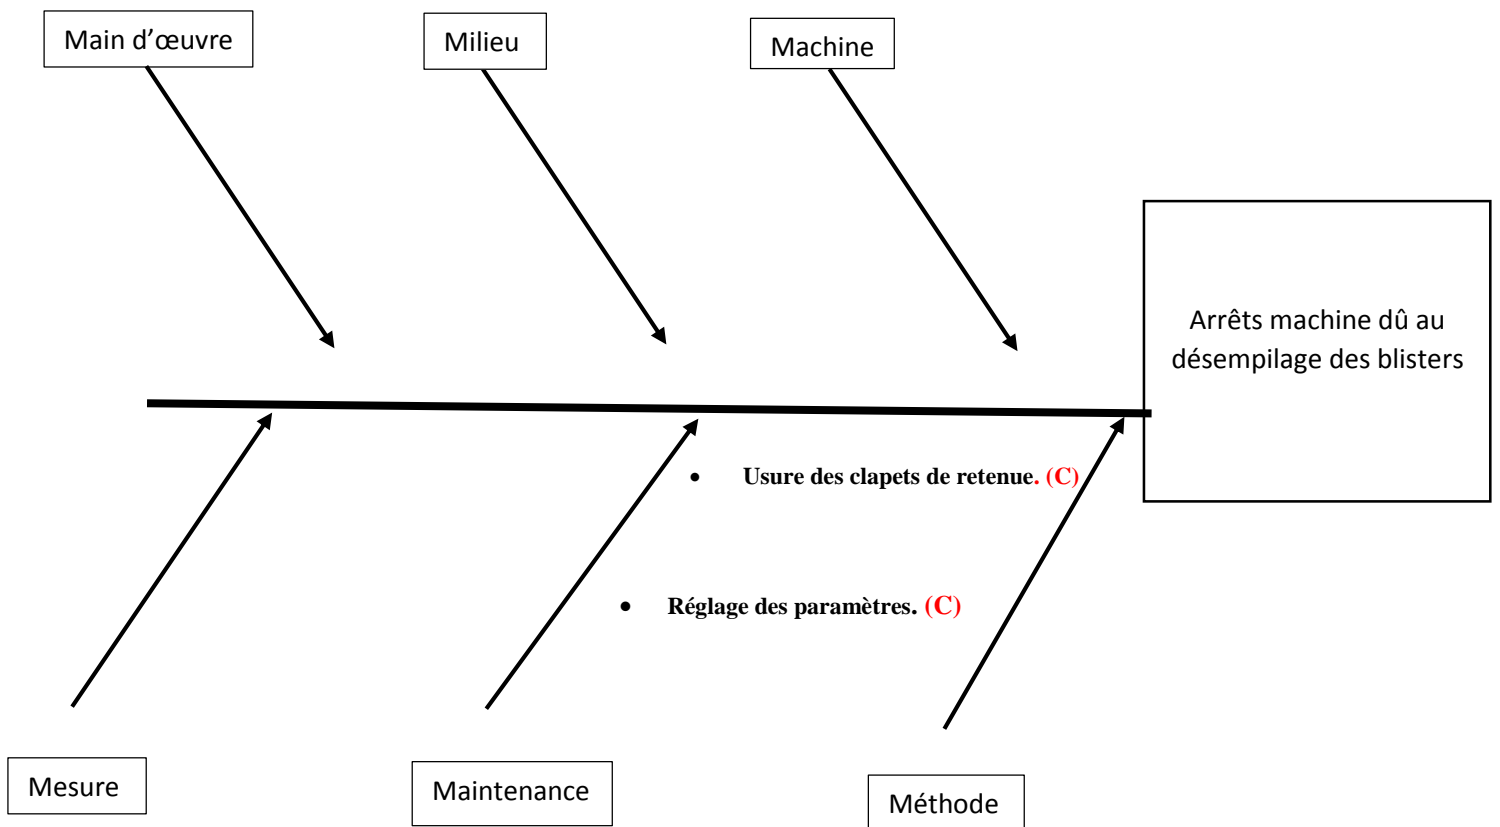 Main d’œuvre
Milieu
Machine
Arrêts machine dû au
désempilage des blisters
• Usure des clapets de retenue. (C)
• Réglage des paramètres. (C)
Mesure
Maintenance
Méthode